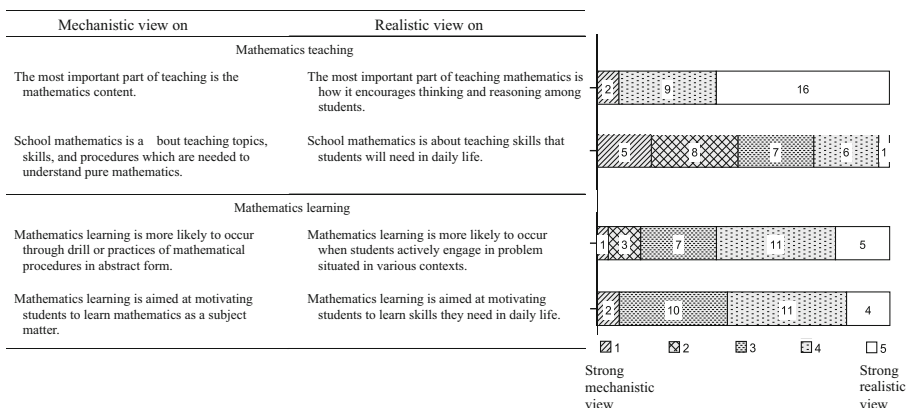 Mechanistic view on Realistic view on
Mathematics teaching
The most important part of teaching is the
mathematics content.
The most important part of teaching mathematics is
how it encourages thinking and reasoning among
students.
2 9 16
School mathematics is a bout teaching topics,
skills, and procedures which are needed to
understand pure mathematics.
School mathematics is about teaching skills that
students will need in daily life.
5 8 7 6 1
Mathematics learning
Mathematics learning is more likely to occur
through drill or practices of mathematical
procedures in abstract form.
Mathematics learning is more likely to occur
when students actively engage in problem
situated in various contexts.
1 3 7 11 5
Mathematics learning is aimed at motivating
students to learn mathematics as a subject
matter.
Mathematics learning is aimed at motivating
students to learn skills they need in daily life.
2 10 11 4
1 2 3 4 5
Strong
mechanistic
view
Strong
realistic
view